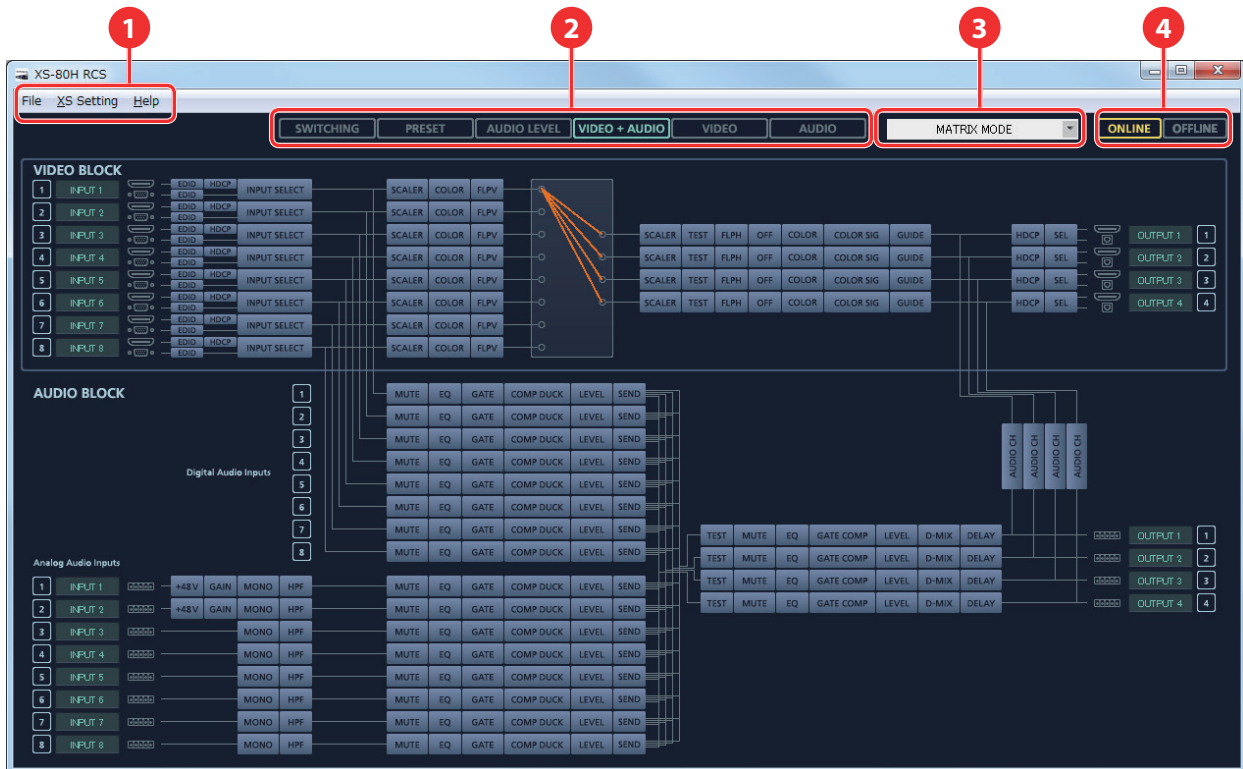 1 2 3 4
XS-80H RCS
File XS Setting Help
SWITCHING PRESET AUDIO LEVEL VIDEO + AUDIO VIDEO AUDIO MATRIX MODE ONLINE OFFLINE
VIDEO BLOCK
1 INPUT 1 EDID HDCP EDID INPUT SELECT SCALER COLOR FLPV
2 INPUT 2 EDID HDCP EDID INPUT SELECT SCALER COLOR FLPV
3 INPUT 3 EDID HDCP EDID INPUT SELECT SCALER COLOR FLPV SCALER TEST FLPH OFF COLOR COLOR SIG GUIDE HDCP SEL OUTPUT 1 1
4 INPUT 4 EDID HDCP EDID INPUT SELECT SCALER COLOR FLPV SCALER TEST FLPH OFF COLOR COLOR SIG GUIDE HDCP SEL OUTPUT 2 2
5 INPUT 5 EDID HDCP EDID INPUT SELECT SCALER COLOR FLPV SCALER TEST FLPH OFF COLOR COLOR SIG GUIDE HDCP SEL OUTPUT 3 3
6 INPUT 6 EDID HDCP EDID INPUT SELECT SCALER COLOR FLPV SCALER TEST FLPH OFF COLOR COLOR SIG GUIDE HDCP SEL OUTPUT 4 4
7 INPUT 7 EDID HDCP EDID INPUT SELECT SCALER COLOR FLPV
8 INPUT 8 EDID HDCP EDID INPUT SELECT SCALER COLOR FLPV
AUDIO BLOCK
1 MUTE EQ GATE COMP DUCK LEVEL SEND
2 MUTE EQ GATE COMP DUCK LEVEL SEND
3 MUTE EQ GATE COMP DUCK LEVEL SEND
AUDIO CH AUDIO CH AUDIO CH AUDIO CH
4 MUTE EQ GATE COMP DUCK LEVEL SEND
Digital Audio Inputs
5 MUTE EQ GATE COMP DUCK LEVEL SEND
6 MUTE EQ GATE COMP DUCK LEVEL SEND
7 MUTE EQ GATE COMP DUCK LEVEL SEND TEST MUTE EQ GATE COMP LEVEL D-MIX DELAY OUTPUT 1 1
8 MUTE EQ GATE COMP DUCK LEVEL SEND TEST MUTE EQ GATE COMP LEVEL D-MIX DELAY OUTPUT 2 2
Analog Audio Inputs
1 INPUT 1 +48V GAIN MONO HPF MUTE EQ GATE COMP DUCK LEVEL SEND TEST MUTE EQ GATE COMP LEVEL D-MIX DELAY OUTPUT 3 3
2 INPUT 2 +48V GAIN MONO HPF MUTE EQ GATE COMP DUCK LEVEL SEND TEST MUTE EQ GATE COMP LEVEL D-MIX DELAY OUTPUT 4 4
3 INPUT 3 MONO HPF MUTE EQ GATE COMP DUCK LEVEL SEND
4 INPUT 4 MONO HPF MUTE EQ GATE COMP DUCK LEVEL SEND
5 INPUT 5 MONO HPF MUTE EQ GATE COMP DUCK LEVEL SEND
6 INPUT 6 MONO HPF MUTE EQ GATE COMP DUCK LEVEL SEND
7 INPUT 7 MONO HPF MUTE EQ GATE COMP DUCK LEVEL SEND
8 INPUT 8 MONO HPF MUTE EQ GATE COMP DUCK LEVEL SEND